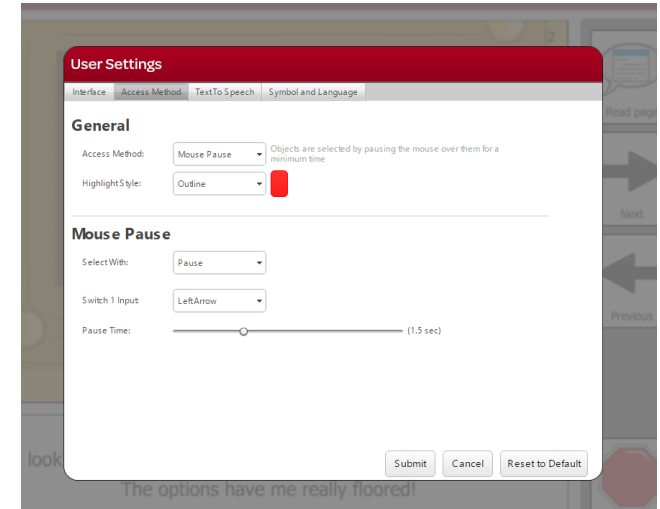 2
User Settings
Interface Access Method TextTo Speech Symbol and Language
Read page
General
Access Method: Mouse Pause Objects are selected by pausing the mouse over them for a
minimum time
Highlight Style: Outline
Next
Mouse Pause
Select With: Pause
Switch 1 Input: LeftArrow
Previous
Pause Time: (1.5 sec)
look
Submit Cancel Reset to Default
The options have me really floored!